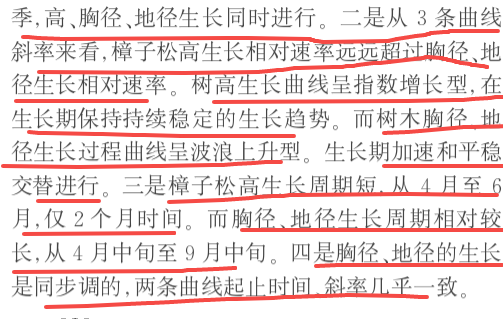 季,高、胸径、地径生长同时进行。二是从 3 条曲线
斜率来看,樟子松高生长相对速率远远超过胸径、地
径生长相对速率。树高生长曲线呈指数增长型,在
生长期保持持续稳定的生长趋势。而树木胸径、地
径生长过程曲线呈波浪上升型。生长期加速和平稳
交替进行。三是樟子松高生长周期短,从 4 月至 6
月,仅 2 个月时间。而胸径、地径生长周期相对较
长,从 4 月中旬至 9 月中旬。四是胸径、地径的生长
是同步调的,两条曲线起止时间、斜率几乎一致。